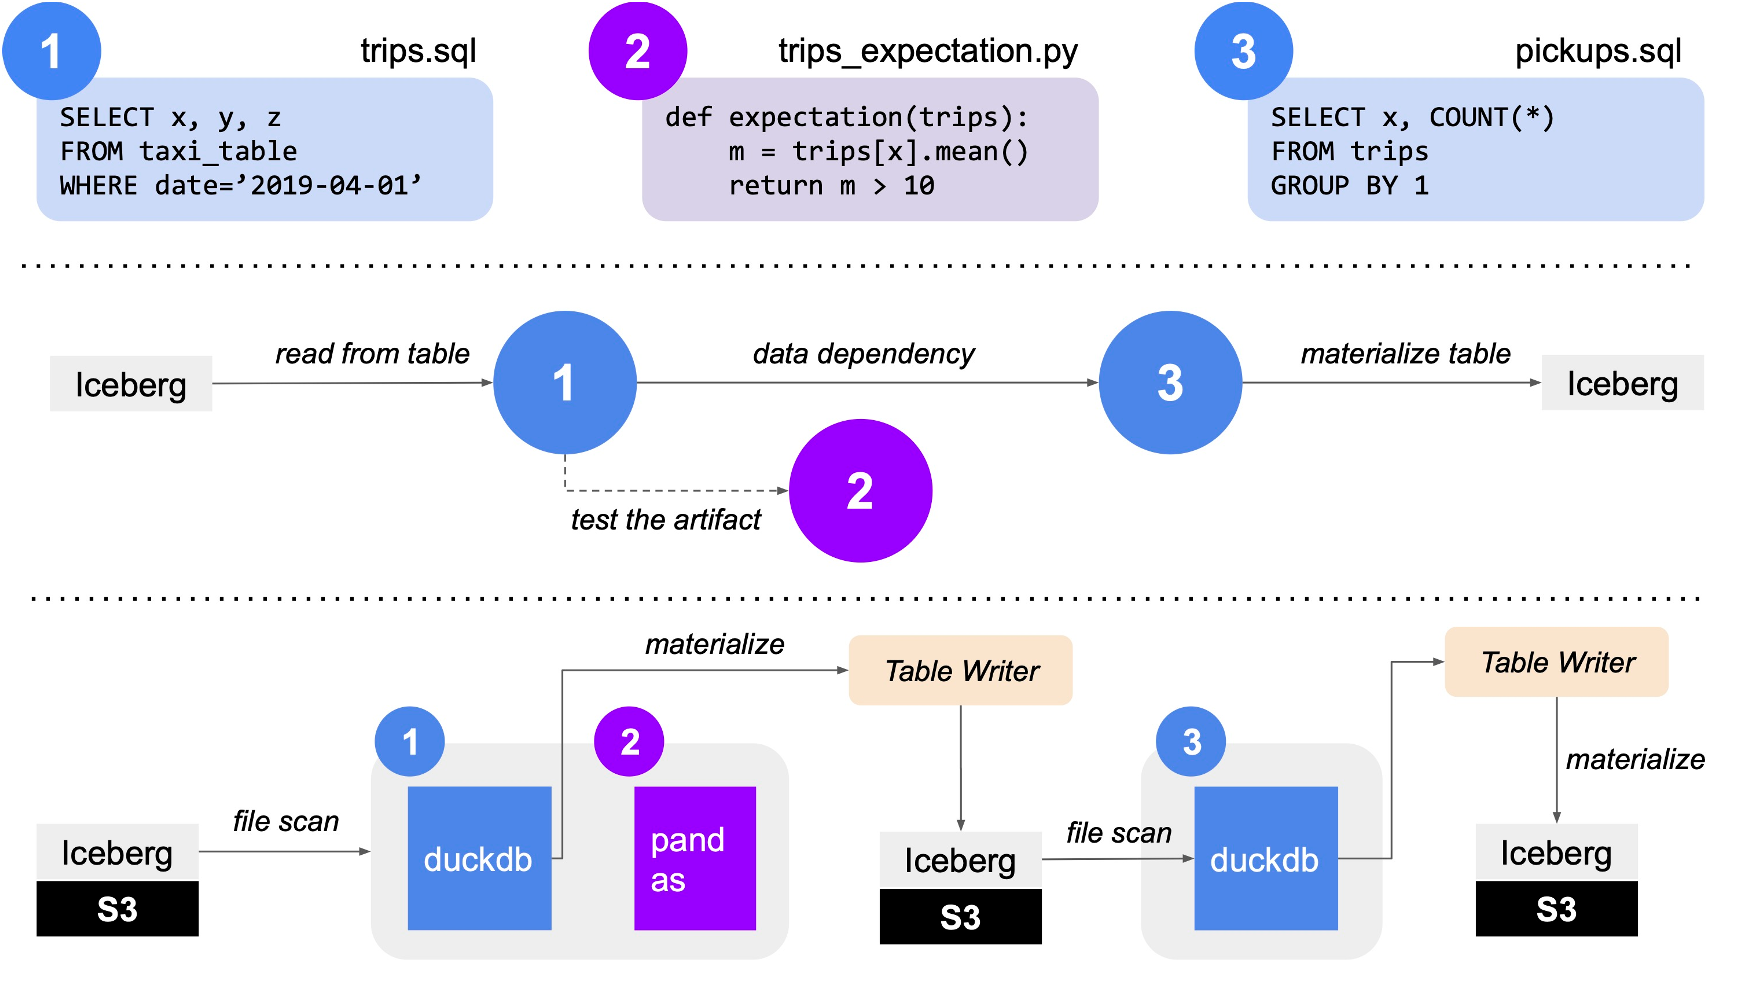 1
trips.sql
SELECT x, y, z
FROM taxi_table
WHERE date=’2019-04-01’
2
trips_expectation.py
def expectation(trips):
    m = trips[x].mean()
    return m > 10
3
pickups.sql
SELECT x, COUNT(*)
FROM trips
GROUP BY 1
Iceberg
read from table
1
data dependency
3
materialize table
Iceberg
test the artifact
2
Iceberg
S3
file scan
1
duckdb
2
pand
as
materialize
Table Writer
Iceberg
S3
file scan
3
duckdb
Table Writer
materialize
Iceberg
S3